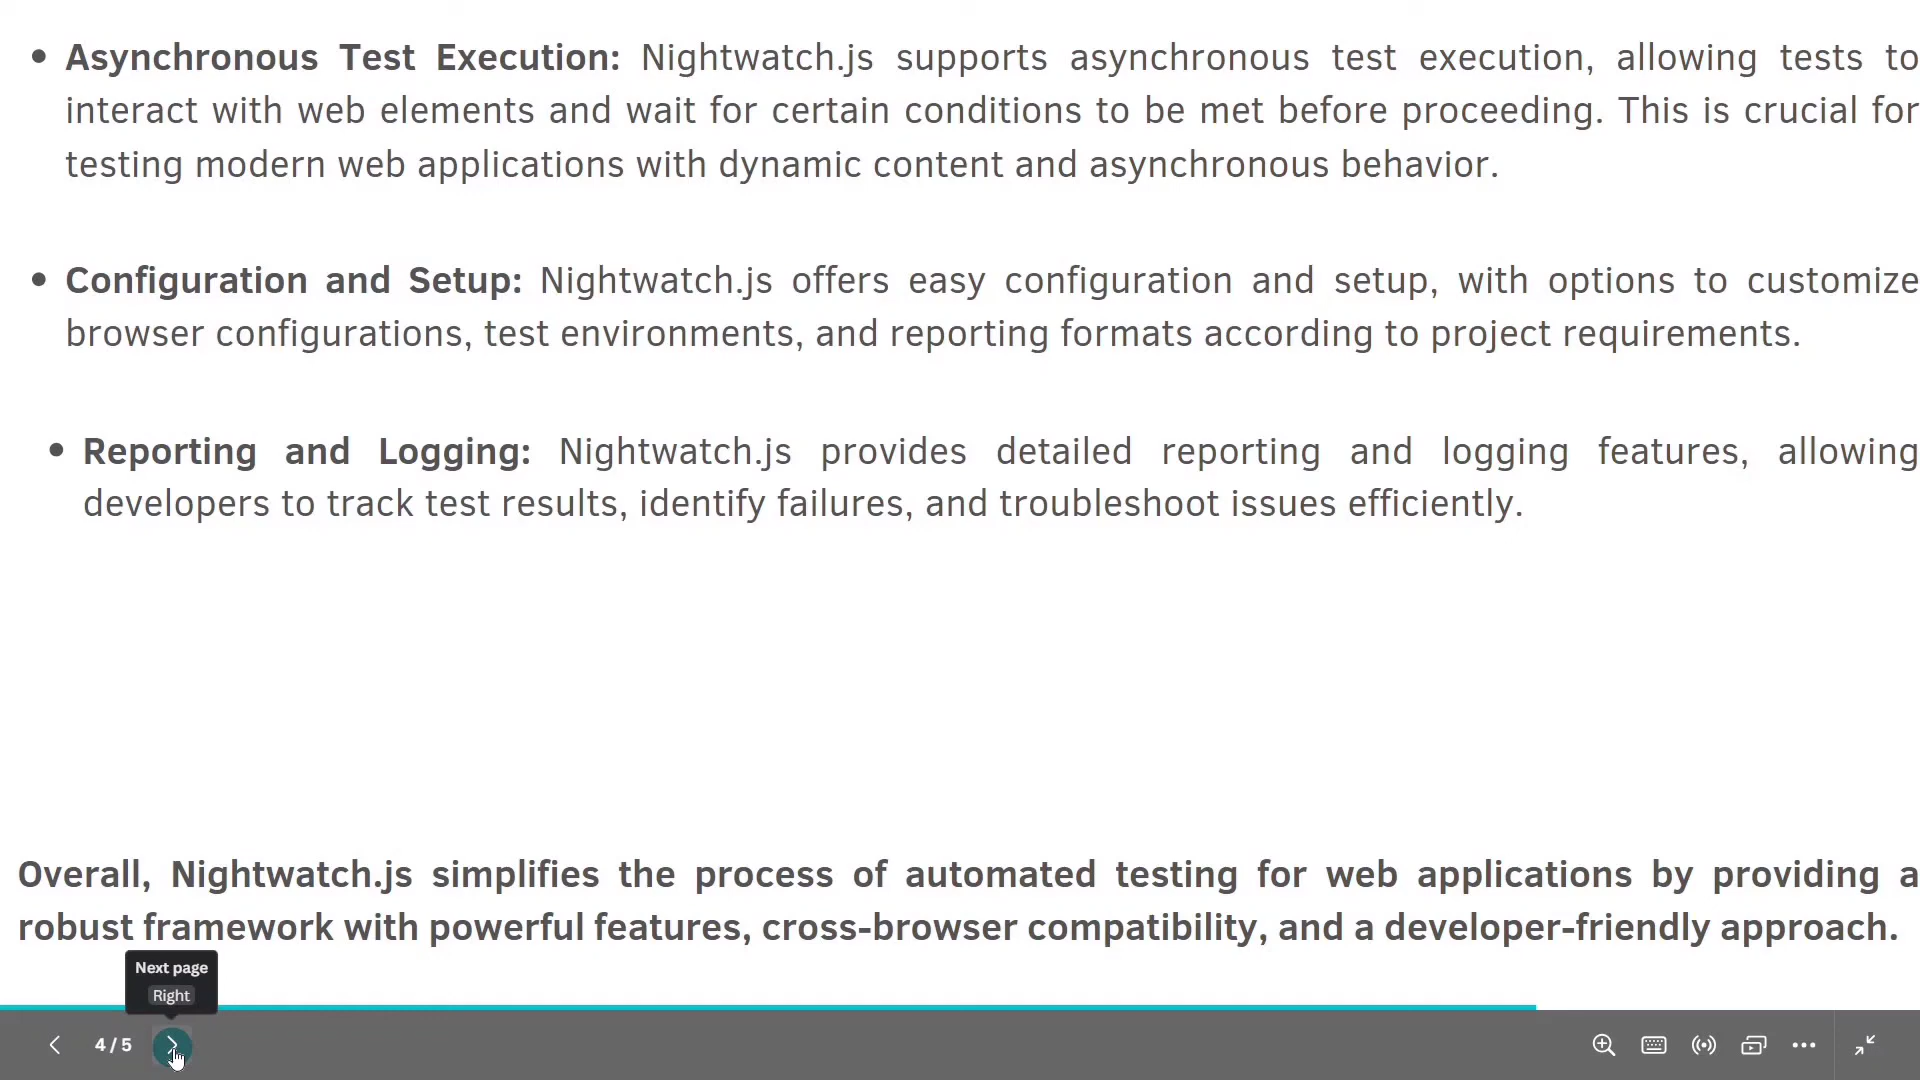 • Asynchronous Test Execution: Nightwatch.js supports asynchronous test execution, allowing tests to
interact with web elements and wait for certain conditions to be met before proceeding. This is crucial for
testing modern web applications with dynamic content and asynchronous behavior.
• Configuration and Setup: Nightwatch.js offers easy configuration and setup, with options to customize
browser configurations, test environments, and reporting formats according to project requirements.
• Reporting and Logging: Nightwatch.js provides detailed reporting and logging features, allowing
developers to track test results, identify failures, and troubleshoot issues efficiently.
Overall, Nightwatch.js simplifies the process of automated testing for web applications by providing a
robust framework with powerful features, cross-browser compatibility, and a developer-friendly approach.
Next page
Right
4 / 5